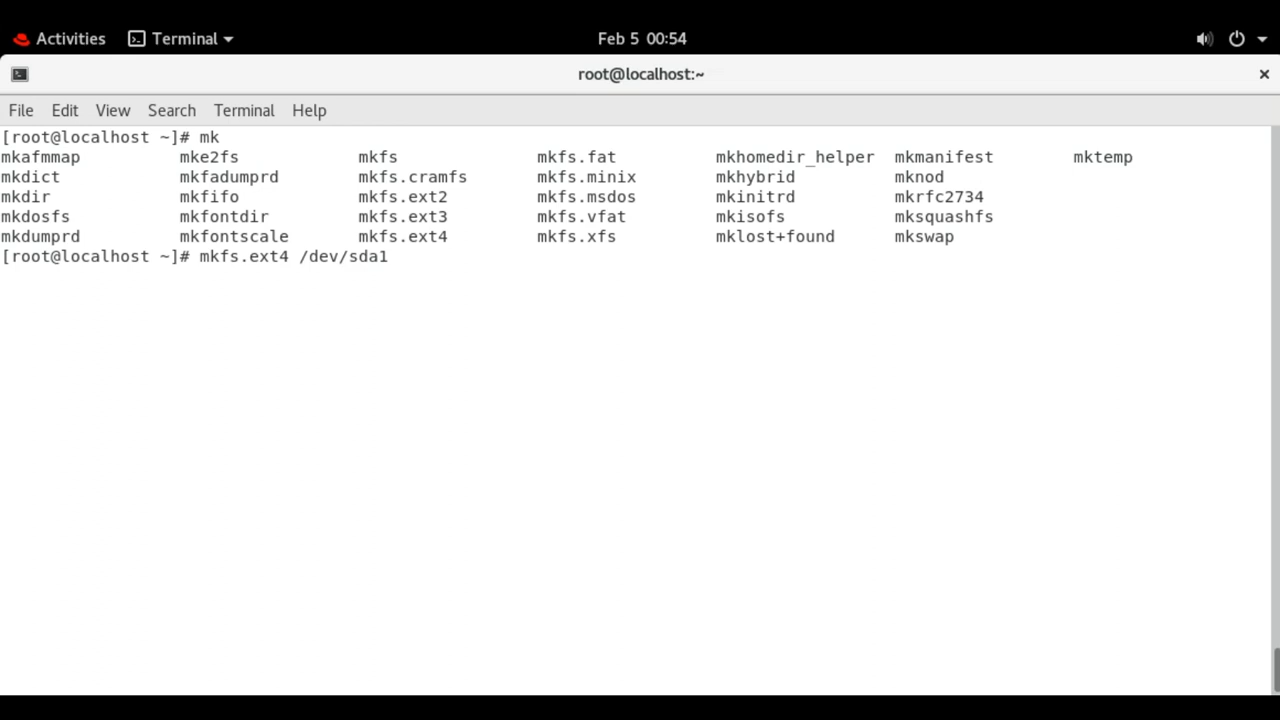 Activities Terminal Feb 5 00:54
root@localhost:~ ×
File Edit View Search Terminal Help
[root@localhost ~]# mk
mkafmmap mke2fs mkfs mkfs.fat mkhomedir_helper mkmanifest mktemp
mkdict mkfadumprd mkfs.cramfs mkfs.minix mkhybrid mknod
mkdir mkfifo mkfs.ext2 mkfs.msdos mkinitrd mkrfc2734
mkdosfs mkfontdir mkfs.ext3 mkfs.vfat mkisofs mksquashfs
mkdumprd mkfontscale mkfs.ext4 mkfs.xfs mklost+found mkswap
[root@localhost ~]# mkfs.ext4 /dev/sda1